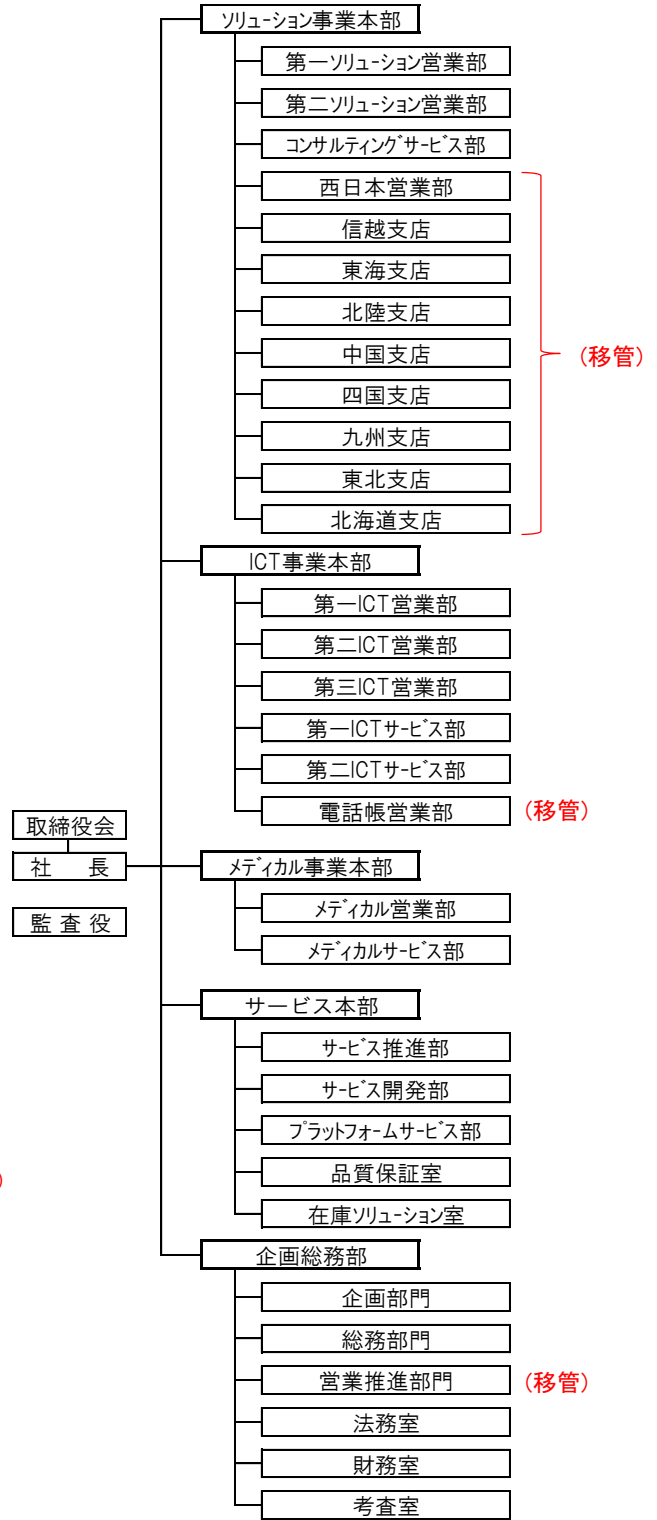 ソリューション事業本部
第一ソリューション営業部
第二ソリューション営業部
コンサルティングサービス部
西日本営業部
信越支店
東海支店
北陸支店
中国支店
(移管)
四国支店
九州支店
東北支店
北海道支店
ICT事業本部
第一ICT営業部
第二ICT営業部
第三ICT営業部
第一ICTサービス部
第二ICTサービス部
電話帳営業部 (移管)
取締役会
社 長
監査役
メディカル事業本部
メディカル営業部
メディカルサービス部
サービス本部
サービス推進部
サービス開発部
プラットフォームサービス部
品質保証室
)
在庫ソリューション室
企画総務部
企画部門
総務部門
営業推進部門 (移管)
法務室
財務室
考査室